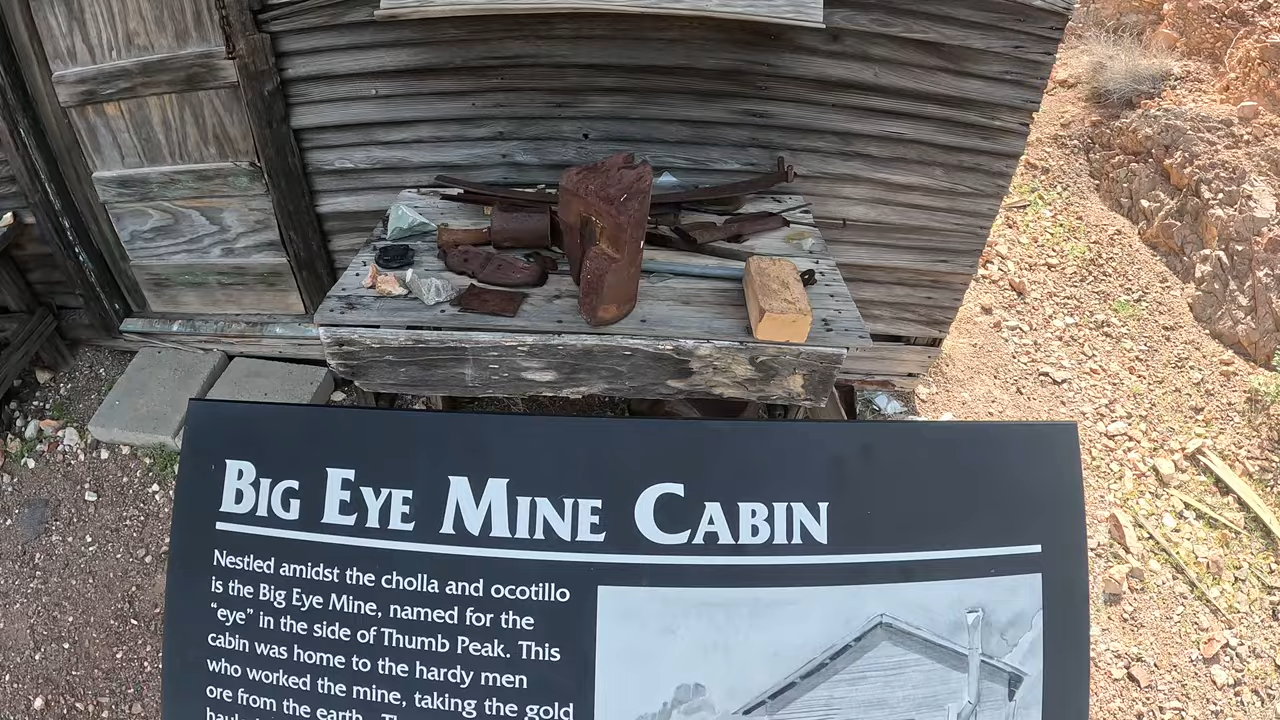 BIG EYE MINE CABIN
Nestled amidst the cholla and ocotillo
is the Big Eye Mine, named for the
"eye" in the side of Thumb Peak. This
cabin was home to the hardy men
who worked the mine, taking the gold
ore from the earth.